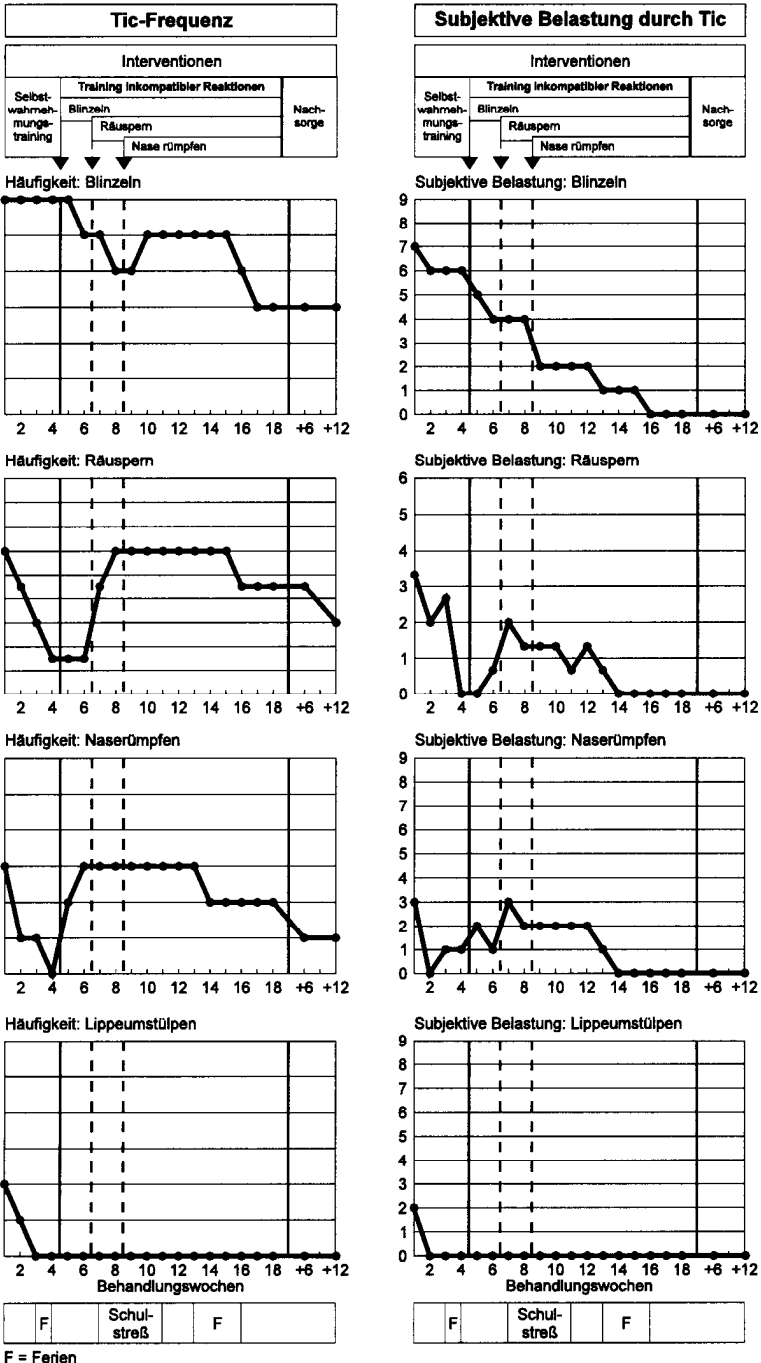 Tic-Frequenz
Interventionen
Selbst-
wahrneh-
mungs-
training
Training inkompatibler Reaktionen
Blinzeln
Räuspern
Nase rümpfen
Nach-
sorge
Häufigkeit: Blinzeln
2 4 6 8 10 12 14 16 18 +6 +12
Häufigkeit: Räuspern
2 4 6 8 10 12 14 16 18 +6 +12
Häufigkeit: Naserümpfen
2 4 6 8 10 12 14 16 18 +6 +12
Häufigkeit: Lippeumstülpen
2 4 6 8 10 12 14 16 18 +6 +12
Behandlungswochen
F
Schul-
streß
F
F = Ferien
Subjektive Belastung durch Tic
Interventionen
Selbst-
wahrneh-
mungs-
training
Training inkompatibler Reaktionen
Blinzeln
Räuspern
Nase rümpfen
Nach-
sorge
Subjektive Belastung: Blinzeln
9
8
7
6
5
4
3
2
1
0
2 4 6 8 10 12 14 16 18 +6 +12
Subjektive Belastung: Räuspern
6
5
4
3
2
1
0
2 4 6 8 10 12 14 16 18 +6 +12
Subjektive Belastung: Naserümpfen
9
8
7
6
5
4
3
2
1
0
2 4 6 8 10 12 14 16 18 +6 +12
Subjektive Belastung: Lippeumstülpen
9
8
7
6
5
4
3
2
1
0
2 4 6 8 10 12 14 16 18 +6 +12
Behandlungswochen
F
Schul-
streß
F